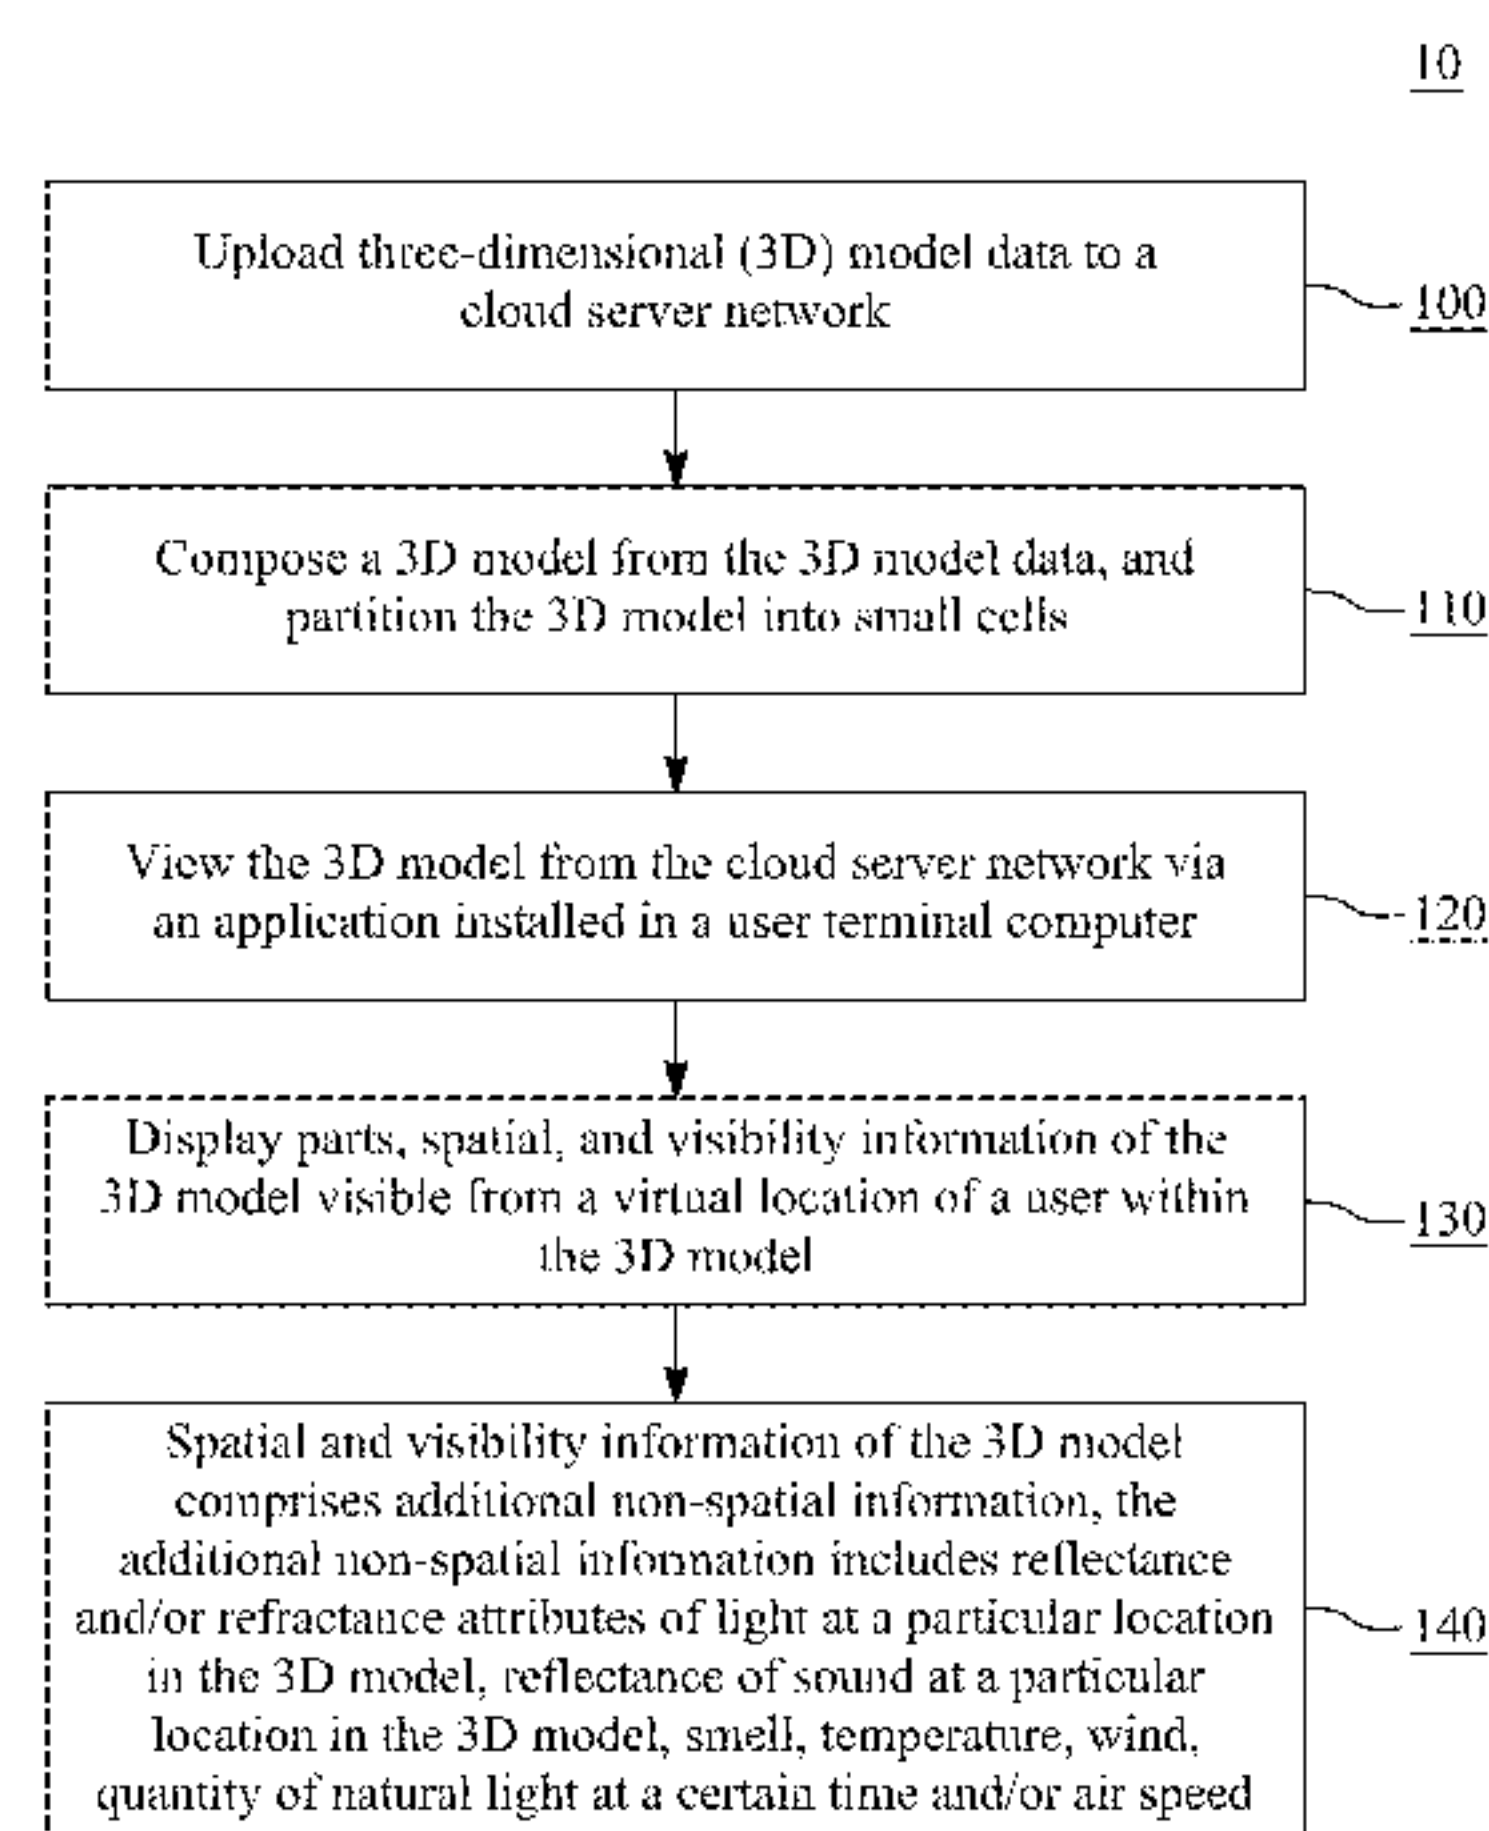 10
Upload three-dimensional (3D) model data to a
cloud server network
100
Compose a 3D model from the 3D model data, and
partition the 3D model into small cells
110
View the 3D model from the cloud server network via
an application installed in a user terminal computer
120
Display parts, spatial, and visibility information of the
3D model visible from a virtual location of a user within
the 3D model
130
Spatial and visibility information of the 3D model
comprises additional non-spatial information, the
additional non-spatial information includes reflectance
and/or refractance attributes of light at a particular location
in the 3D model, reflectance of sound at a particular
location in the 3D model, smell, temperature, wind,
quantity of natural light at a certain time and/or air speed
140